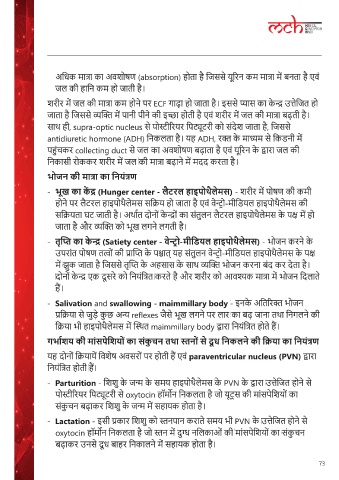 mch
अधिक मात्रा का अवशोषण (absorption) होता है जिससे यूरिन कम मात्रा में बनता है एवं
जल की हानि कम हो जाती है।
शरीर में जल की मात्रा कम होने पर ECF गाढ़ा हो जाता है। इससे प्यास का केन्द्र उत्तेजित हो
जाता है जिससे व्यक्ति में पानी पीने की इच्छा होती है एवं शरीर में जल की मात्रा बढ़ती है।
साथ ही, supra-optic nucleus से पोस्टीरियर पिट्यूटरी को संदेश जाता है, जिससे
antidiuretic hormone (ADH) निकलता है। यह ADH, रक्त के माध्यम से किडनी में
पहुंचकर collecting duct से जल का अवशोषण बढ़ाता है एवं यूरिन के द्वारा जल की
निकासी रोककर शरीर में जल की मात्रा बढ़ाने में मदद करता है।
भोजन की मात्रा का नियंत्रण
- भूख का केंद्र (Hunger center - लैटरल हाइपोथैलेमस) - शरीर में पोषण की कमी
होने पर लैटरल हाइपोथैलेमस सक्रिय हो जाता है एवं वेन्ट्रो-मीडियल हाइपोथैलेमस की
सक्रियता घट जाती है। अर्थात दोनों केन्द्रों का संतुलन लैटरल हाइपोथैलेमस के पक्ष में हो
जाता है और व्यक्ति को भूख लगने लगती है।
- तृप्ति का केन्द्र (Satiety center - वेन्ट्रो-मीडियल हाइपोथैलेमस) - भोजन करने के
उपरांत पोषण तत्वों की प्राप्ति के पश्चात् यह संतुलन वेन्ट्रो-मीडियल हाइपोथैलेमस के पक्ष
में झुक जाता है जिससे तृप्ति के अहसास के साथ व्यक्ति भोजन करना बंद कर देता है।
दोनों केन्द्र एक दूसरे को नियंत्रित करते है और शरीर को आवश्यक मात्रा में भोजन दिलाते
हैं।
- Salivation and swallowing - maimmillary body - इनके अतिरिक्त भोजन
प्रक्रिया से जुड़े कुछ अन्य reflexes जैसे भूख लगने पर लार का बढ़ जाना तथा निगलने की
क्रिया भी हाइपोथैलेमस में स्थित maimmillary body द्वारा नियंत्रित होते हैं।
गर्भाशय की मांसपेशियों का संकुचन तथा स्तनों से दूध निकलने की क्रिया का नियंत्रण
यह दोनों क्रियायें विशेष अवसरों पर होती हैं एवं paraventricular nucleus (PVN) द्वारा
नियंत्रित होती हैं।
- Parturition - शिशु के जन्म के समय हाइपोथैलेमस के PVN के द्वारा उत्तेजित होने से
पोस्टीरियर पिट्यूटरी से oxytocin हॉर्मोन निकलता है जो यूट्रस की मांसपेशियों का
संकुचन बढ़ाकर शिशु के जन्म में सहायक होता है।
- Lactation - इसी प्रकार शिशु को स्तनपान कराते समय भी PVN के उत्तेजित होने से
oxytocin हॉर्मोन निकलता है जो स्तन में दुग्ध नलिकाओं की मांसपेशियों का संकुचन
बढ़ाकर उनसे दूध बाहर निकालने में सहायक होता है।
73